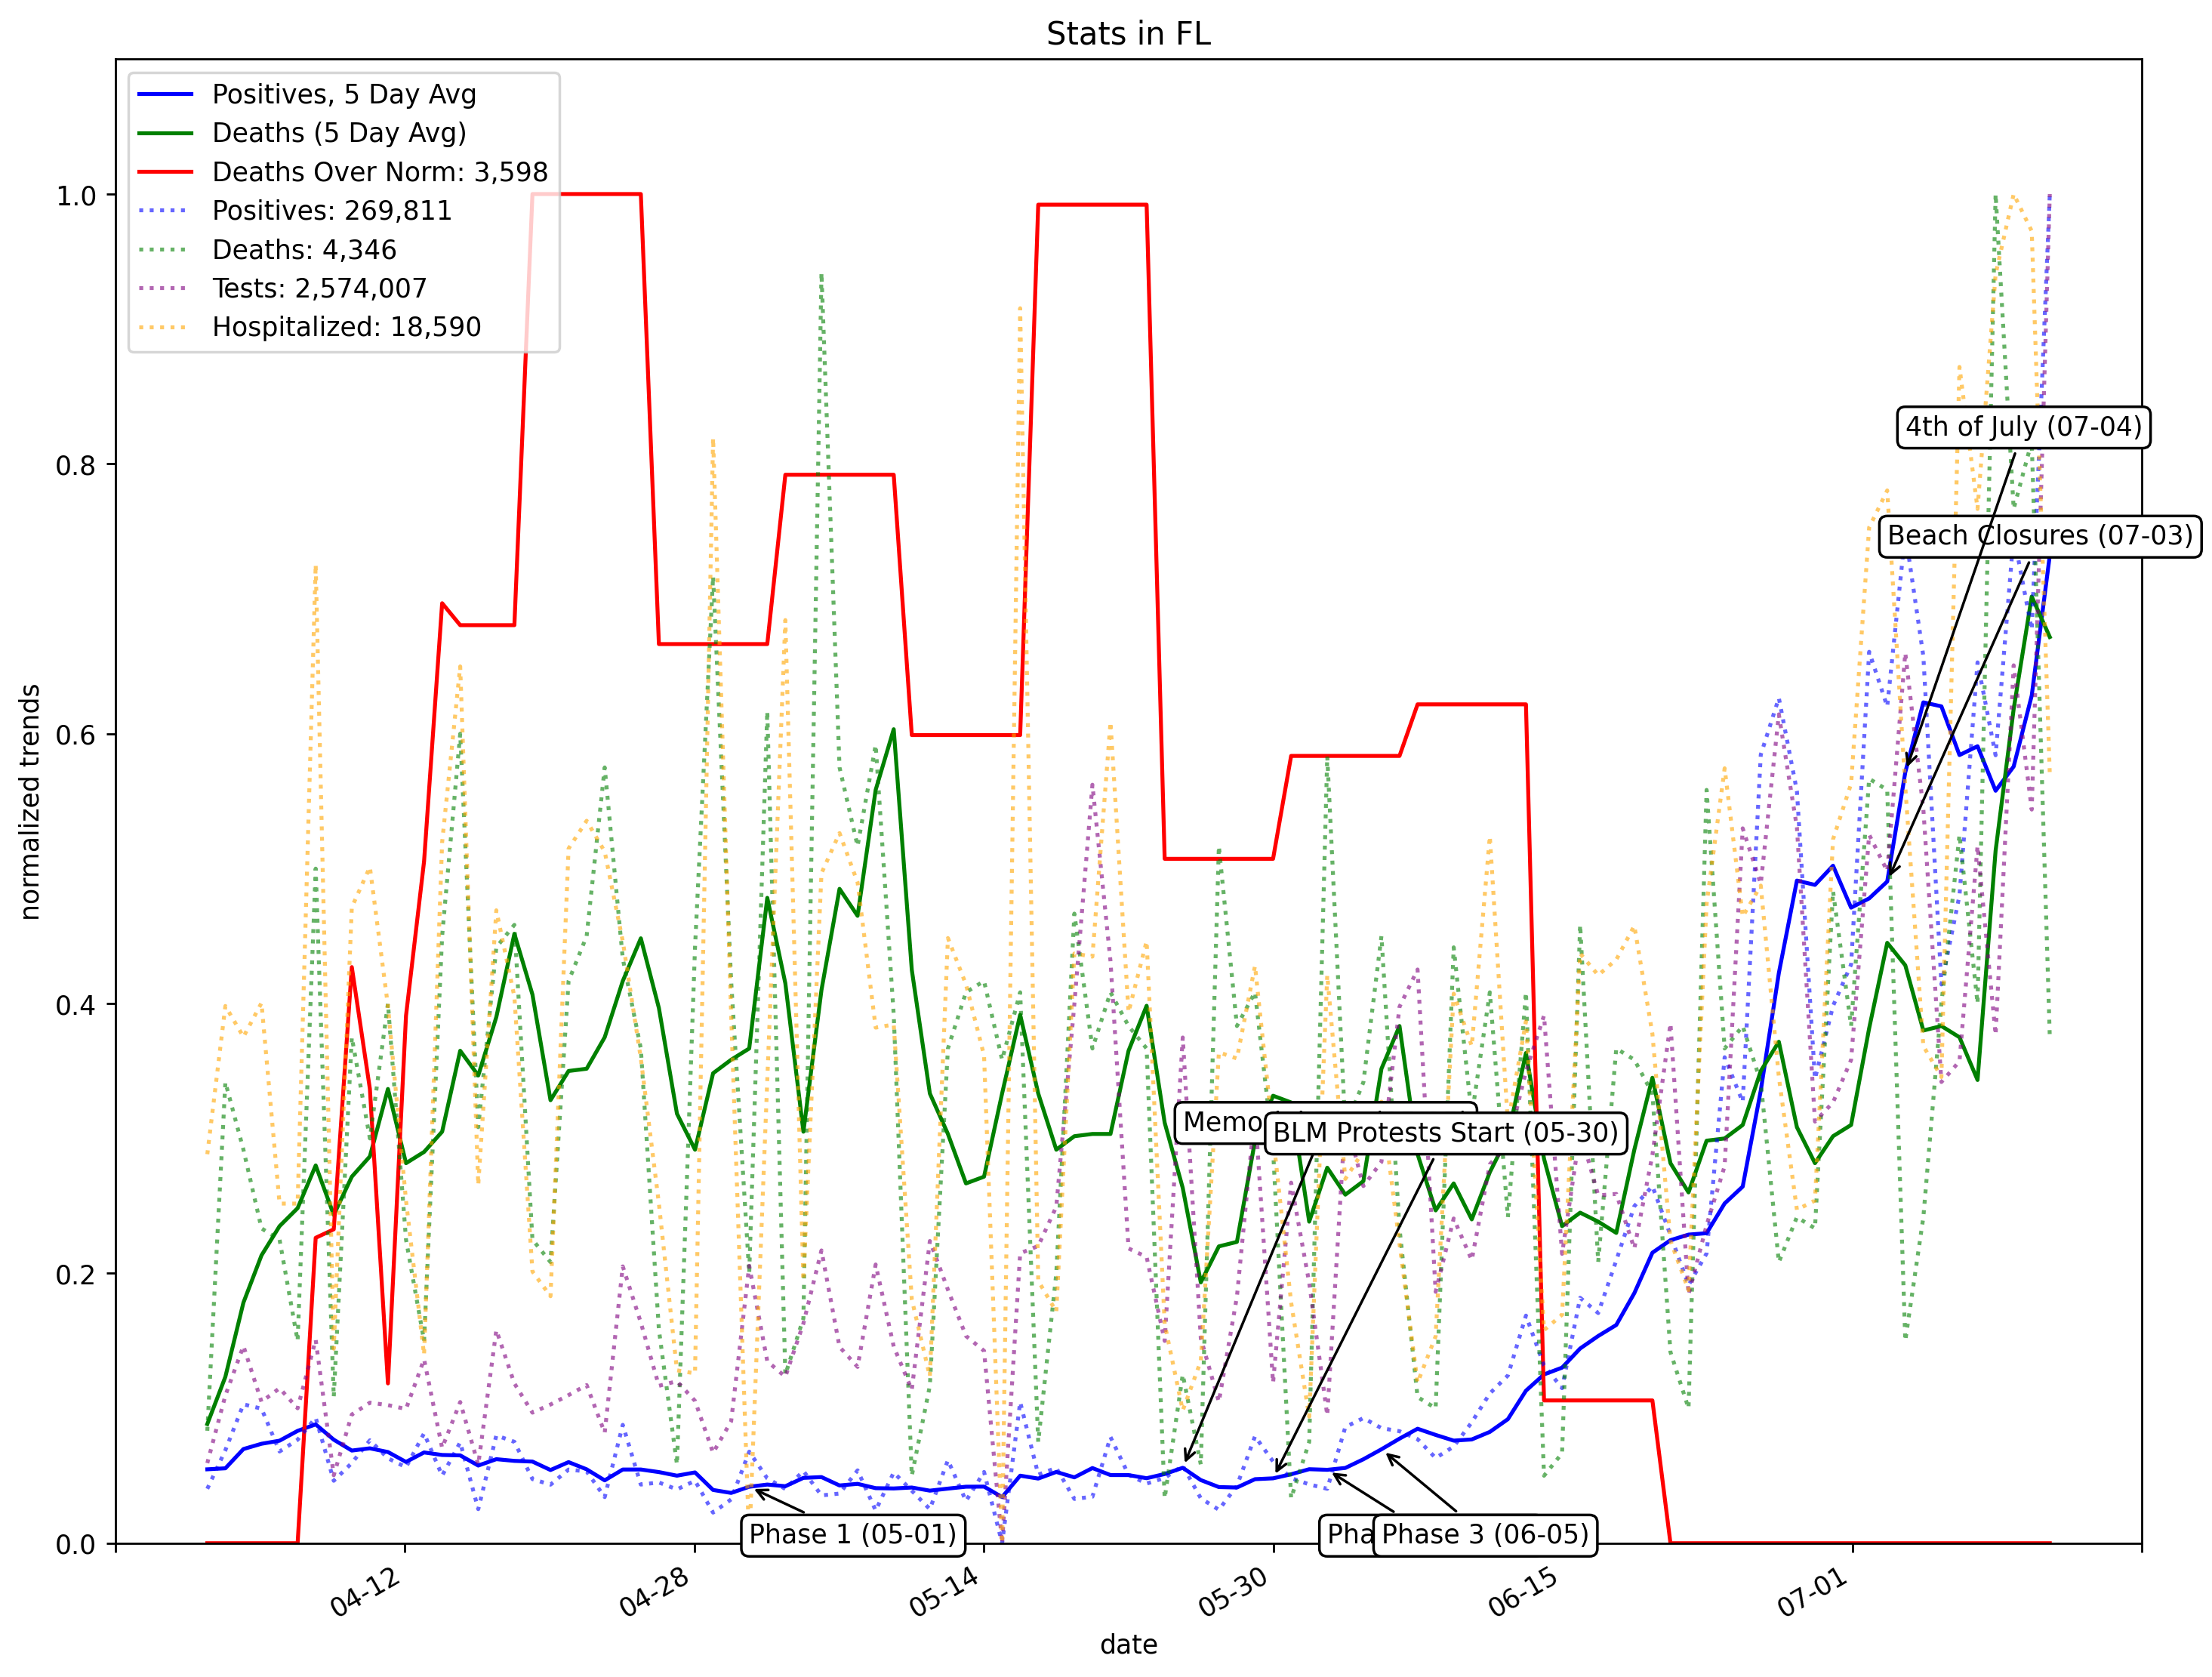 Stats in FL
Positives, 5 Day Avg
Deaths (5 Day Avg)
Deaths Over Norm: 3,598
Positives: 269,811
Deaths: 4,346
Tests: 2,574,007
Hospitalized: 18,590
1.0
0.8
0.6
0.4
0.2
0.0
normalized trends
4th of July (07-04)
Beach Closures (07-03)
BLM Protests Start (05-30)
Phase 1 (05-01)
Phase 3 (06-05)
04-12
04-28
05-14
05-30
06-15
07-01
date